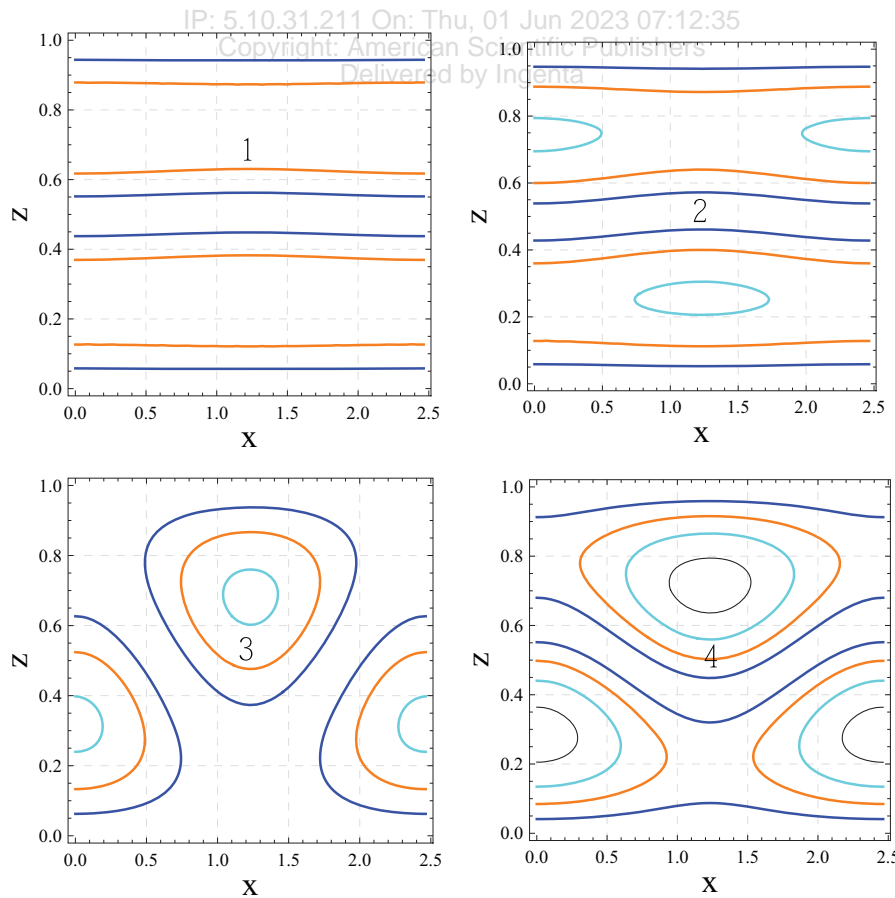 IP: 5.10.31.211 On: Thu, 01 Jun 2023 07:12:35
Copyright: American Scientific Publishers
Delivered by Ingenta
1.0
0.8
0.6
0.4
0.2
0.0
z
1
0.0 0.5 1.0 1.5 2.0 2.5
x
1.0
0.8
0.6
0.4
0.2
0.0
z
2
0.0 0.5 1.0 1.5 2.0 2.5
x
1.0
0.8
0.6
0.4
0.2
0.0
z
3
0.0 0.5 1.0 1.5 2.0 2.5
x
1.0
0.8
0.6
0.4
0.2
0.0
z
4
0.0 0.5 1.0 1.5 2.0 2.5
x